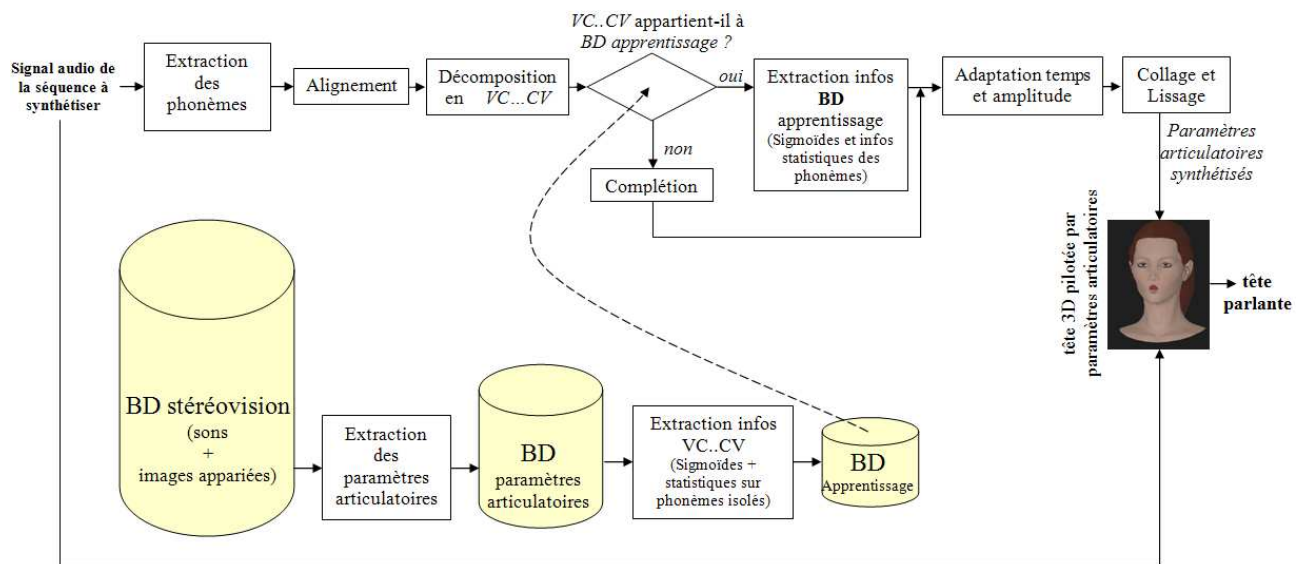 VC..CV appartient-il à
BD apprentissage ?
Signal audio de
la séquence à
synthétiser
Extraction
des
phonèmes
Alignement
Décomposition
en VC...CV
oui
Extraction infos
BD
apprentissage
(Sigmoïdes et infos
statistiques des
phonèmes)
Adaptation temps
et amplitude
Collage et
Lissage
non
Complétion
Paramètres
articulatoires
synthétisés
tête 3D pilotée par
paramètres articulatoires
tête
parlante
BD stéréovision
(sons
+
images appariées)
Extraction
des
paramètres
articulatoires
BD
paramètres
articulatoires
Extraction infos
VC..CV
(Sigmoïdes +
statistiques sur
phonèmes isolés)
BD
Apprentissage